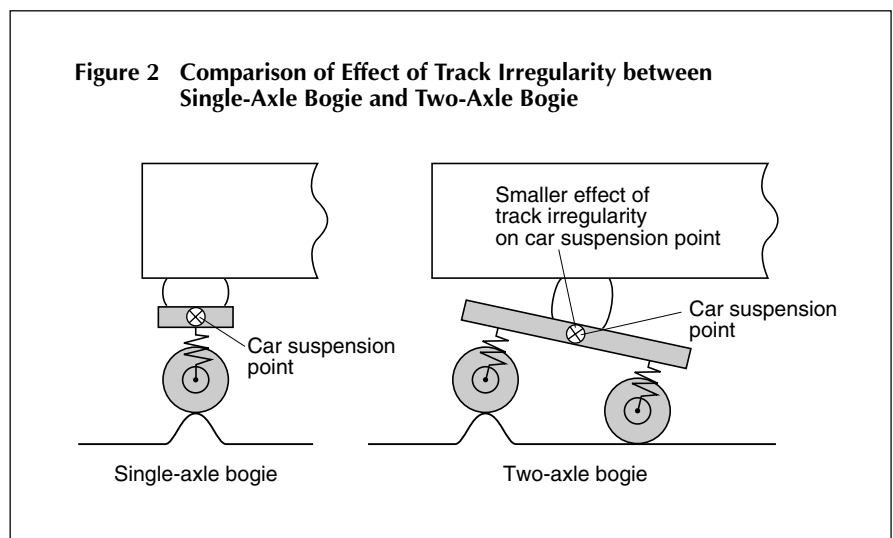 Figure 2 Comparison of Effect of Track Irregularity between
Single-Axle Bogie and Two-Axle Bogie
Car suspension
point
Single-axle bogie
Smaller effect of
track irregularity
on car suspension point
Car suspension
point
Two-axle bogie